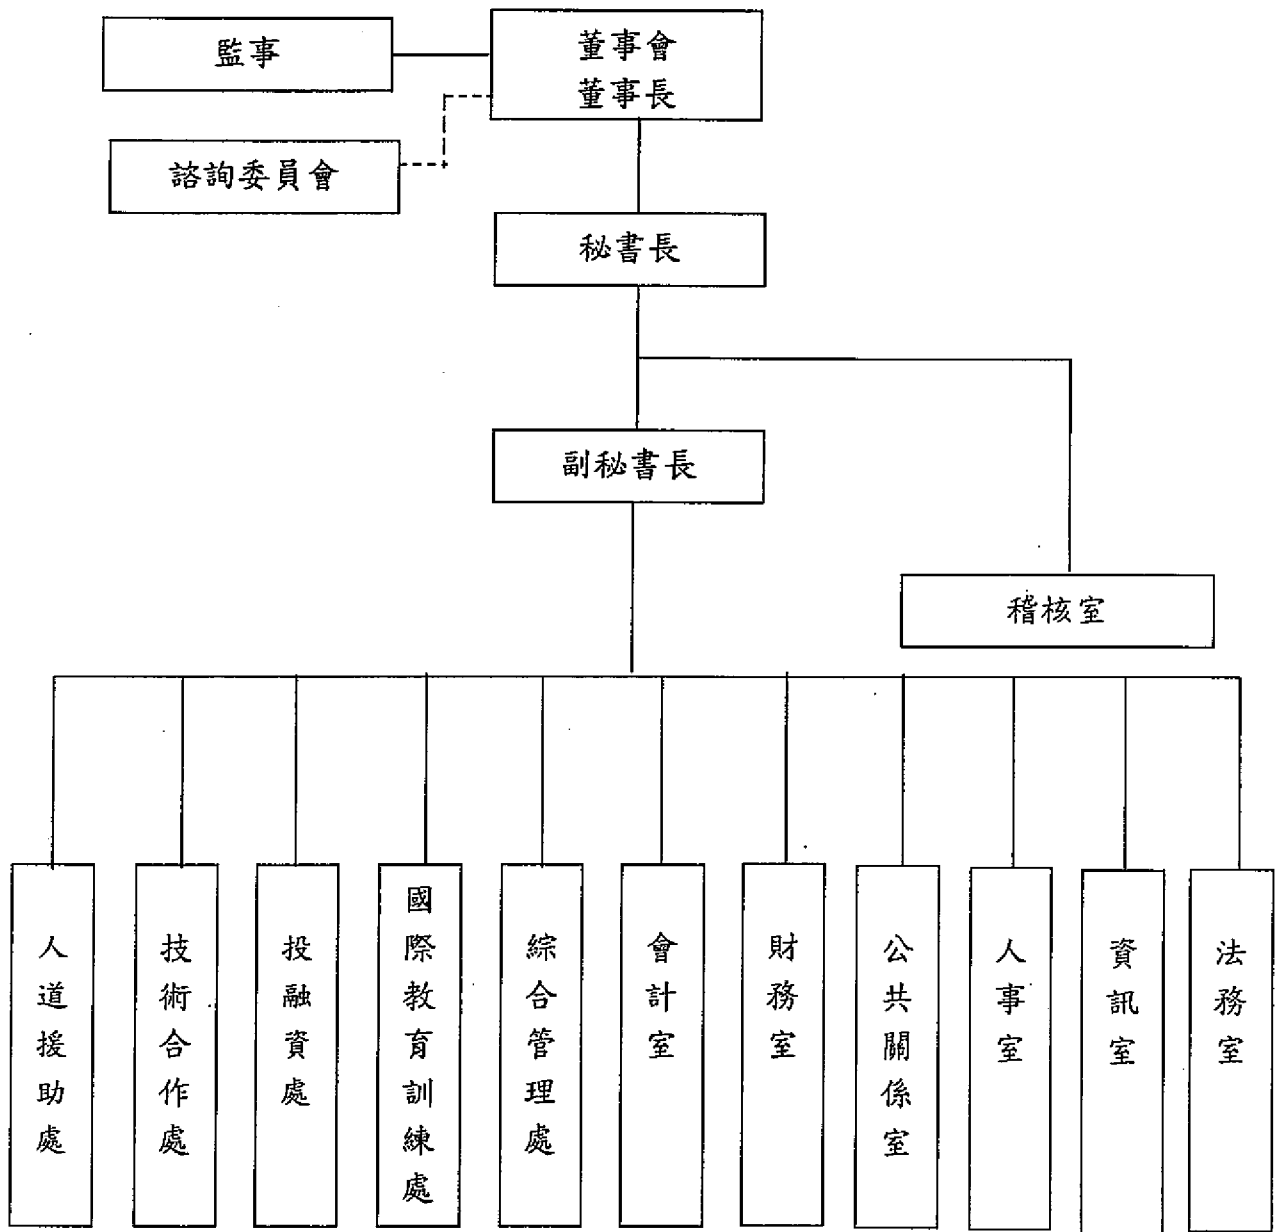 監事
董事會
董事長
諮詢委員會
秘書長
副秘書長
稽核室
人道援助處
技術合作處
投融資處
國際教育訓練處
綜合管理處
會計室
財務室
公共關係室
人事室
資訊室
法務室